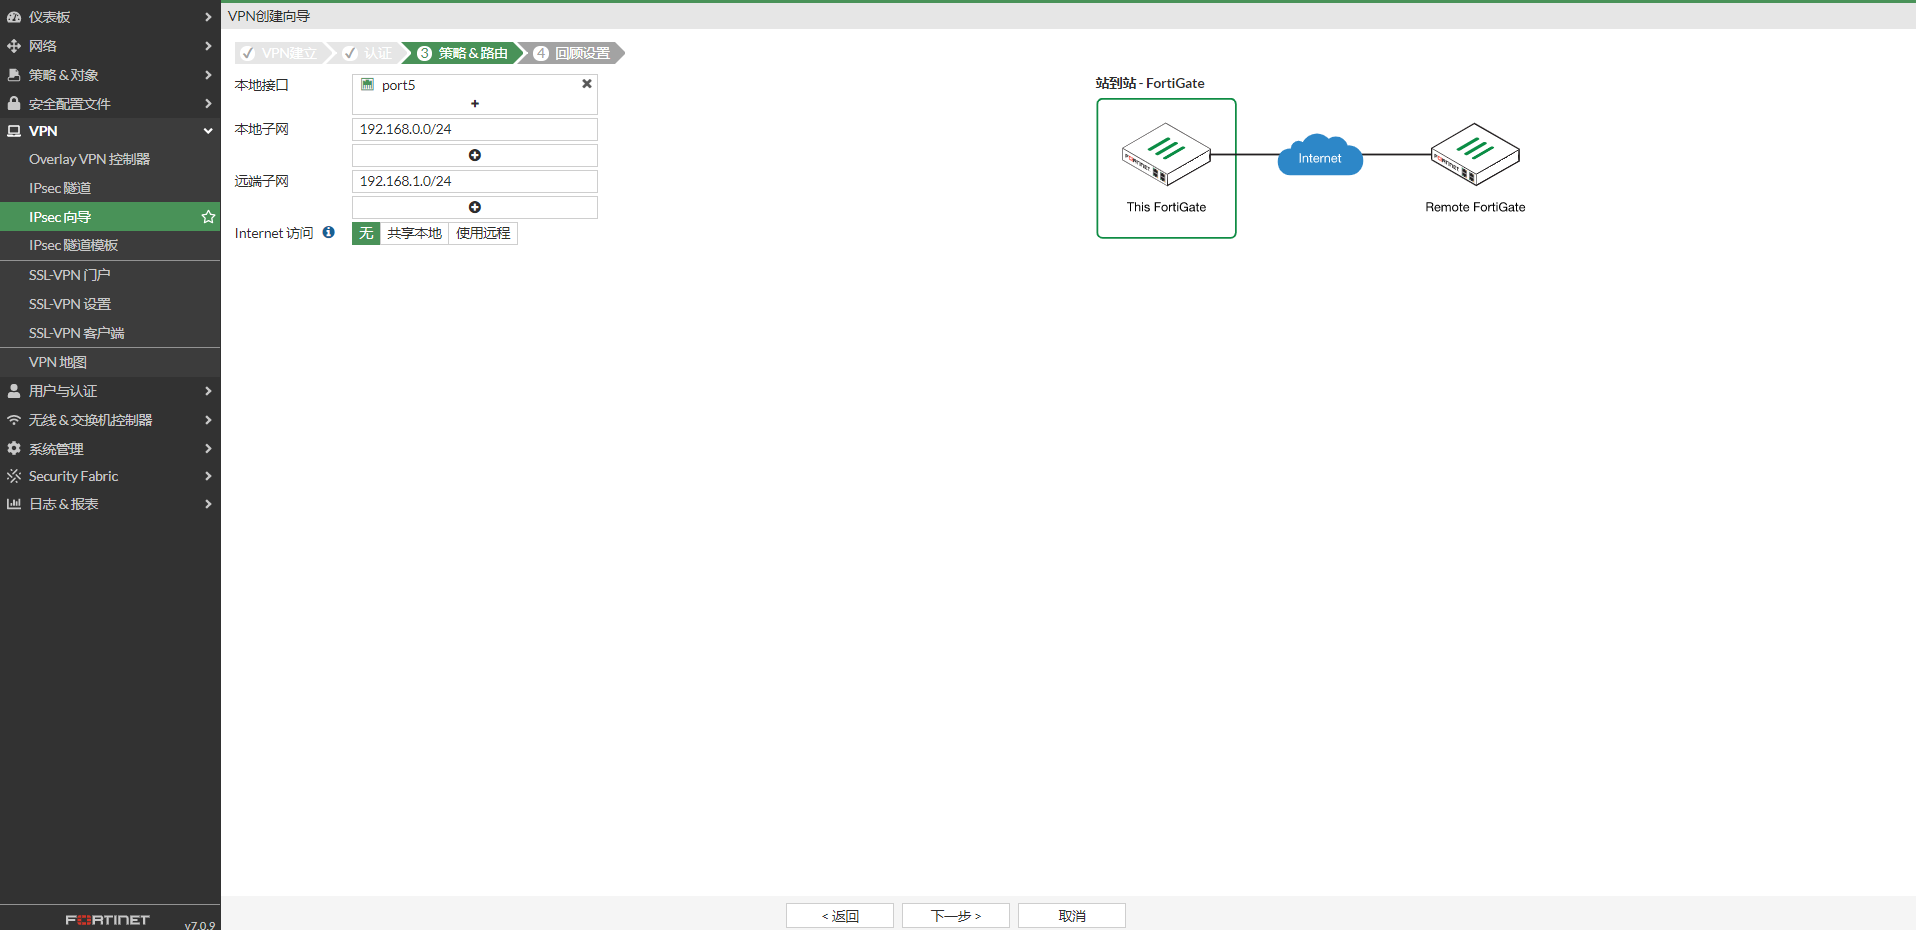 仪表板
网络
策略 & 对象
安全配置文件
VPN
Overlay VPN 控制器
IPsec 隧道
IPsec 向导
IPsec 隧道模板
SSL-VPN 门户
SSL-VPN 设置
SSL-VPN 客户端
VPN 地图
用户与认证
无线 & 交换机控制器
系统管理
Security Fabric
日志 & 报表
FORTINET
v7.0.9
VPN创建向导
VPN建立 认证 3 策略 & 路由 4 回顾设置
本地接口 port5
本地子网 192.168.0.0/24
远端子网 192.168.1.0/24
Internet 访问 无 共享本地 使用远程
站到站 - FortiGate
FORTINET Internet FORTINET
This FortiGate Remote FortiGate
< 返回 下一步 > 取消